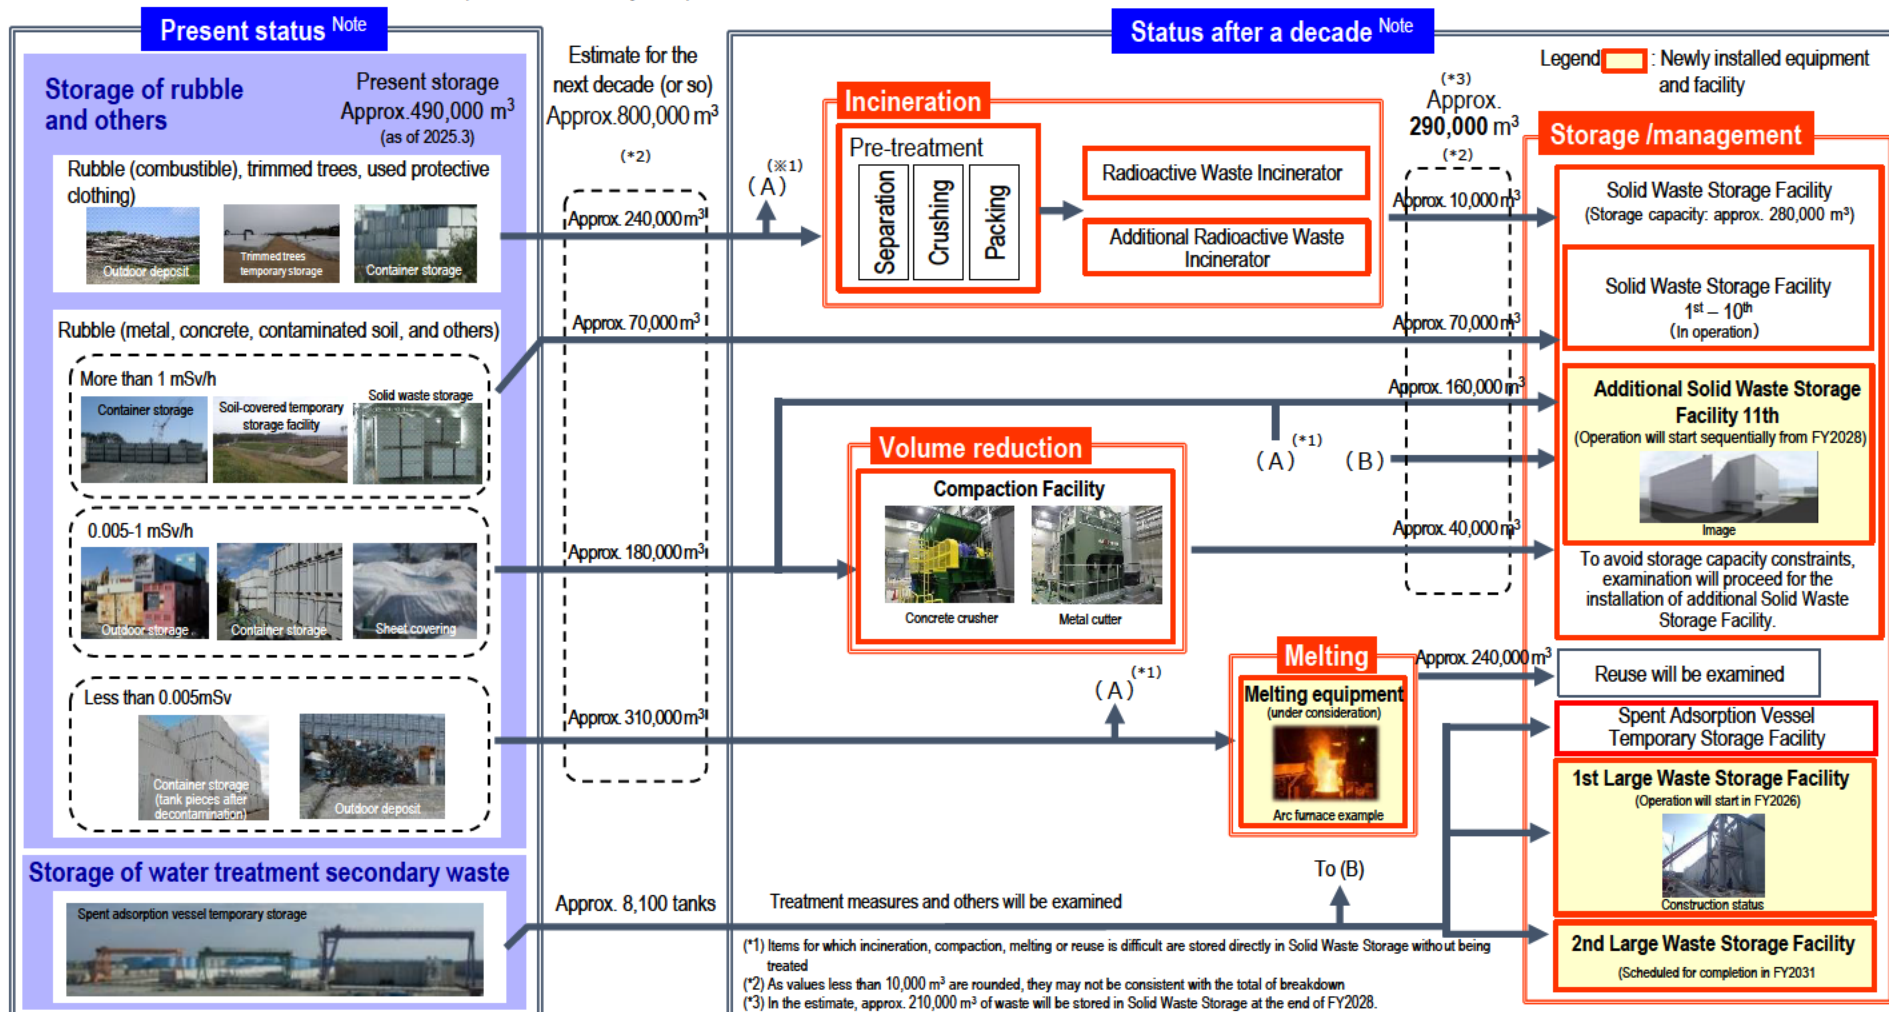 Present status Note
Storage of rubble
and others
Present storage
Approx.490,000 m³
(as of 2025.3)
Rubble (combustible), trimmed trees, used protective
clothing)
Outdoor deposit
Trimmed trees
temporary storage
Container storage
Rubble (metal, concrete, contaminated soil, and others)
More than 1 mSv/h
Container storage
Soil-covered temporary
storage facility
Solid waste storage
0.005-1 mSv/h
Outdoor storage
Container storage
Sheet covering
Less than 0.005mSv
Container storage
(tank pieces after
decontamination)
Outdoor deposit
Storage of water treatment secondary waste
Spent adsorption vessel temporary storage
Estimate for the
next decade (or so)
Approx.800,000 m³
(*2)
Approx. 240,000 m³
Approx. 70,000 m³
Approx. 180,000 m³
Approx. 310,000 m³
Approx. 8,100 tanks
Status after a decade Note
Legend
: Newly installed equipment
and facility
Incineration
(A) (※1)
Pre-treatment
Separation
Crushing
Packing
Radioactive Waste Incinerator
Additional Radioactive Waste
Incinerator
Volume reduction
Compaction Facility
Concrete crusher
Metal cutter
(A) (*1)
(B)
(A) (*1)
Melting
Melting equipment
(under consideration)
Arc furnace example
To (B)
Treatment measures and others will be examined
(*3)
Approx.
290,000 m³
(*2)
Approx. 10,000 m³
Approx. 70,000 m³
Approx. 160,000 m³
Approx. 40,000 m³
Approx. 240,000 m³
Storage /management
Solid Waste Storage Facility
(Storage capacity: approx. 280,000 m³)
Solid Waste Storage Facility
1st – 10th
(In operation)
Additional Solid Waste Storage
Facility 11th
(Operation will start sequentially from FY2028)
Image
To avoid storage capacity constraints,
examination will proceed for the
installation of additional Solid Waste
Storage Facility.
Reuse will be examined
Spent Adsorption Vessel
Temporary Storage Facility
1st Large Waste Storage Facility
(Operation will start in FY2026)
Construction status
2nd Large Waste Storage Facility
(Scheduled for completion in FY2031
(*1) Items for which incineration, compaction, melting or reuse is difficult are stored directly in Solid Waste Storage without being
treated
(*2) As values less than 10,000 m³ are rounded, they may not be consistent with the total of breakdown
(*3) In the estimate, approx. 210,000 m³ of waste will be stored in Solid Waste Storage at the end of FY2028.